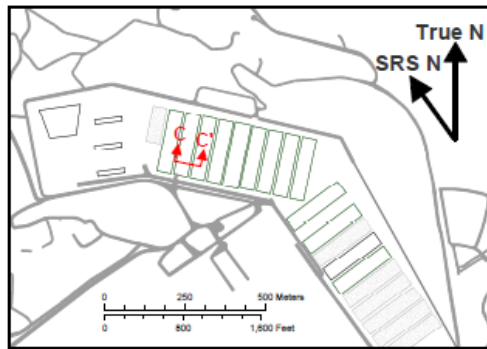 True N
SRS N
C C'
0 250 500 Meters
0 800 1,600 Feet